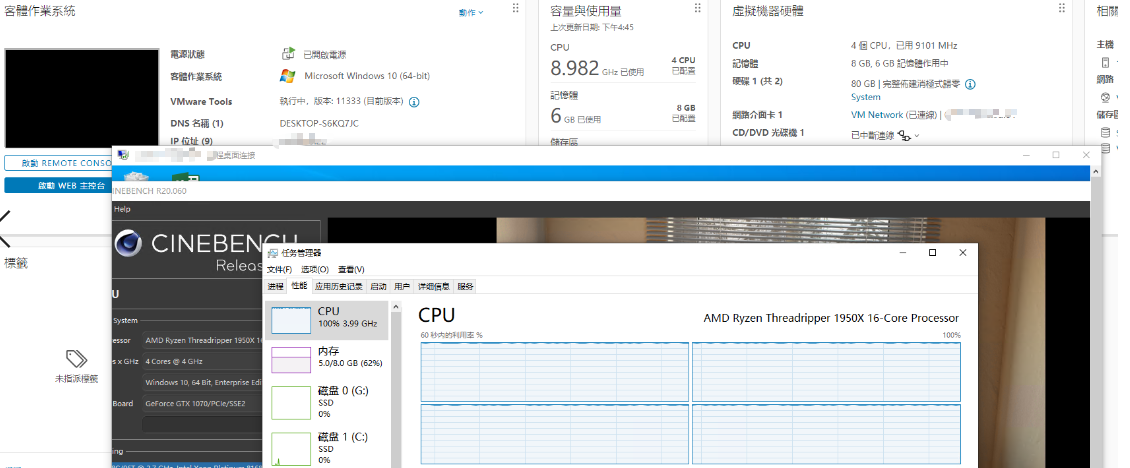 客體作業系統
動作
電源狀態
已開啟電源
客體作業系統
Microsoft Windows 10 (64-bit)
VMware Tools
執行中，版本: 11333 (目前版本)
DNS 名稱 (1)
DESKTOP-S6KQ7JC
IP 位址 (9)
啟動 REMOTE CONSO
啟動 WEB 主控台
容量與使用量
上次更新日期: 下午4:45
CPU
8.982 GHz 已使用
4 CPU
已配置
記憶體
6 GB 已使用
8 GB
已配置
儲存區
虛擬機器硬體
CPU
4 個 CPU，已用 9101 MHz
記憶體
8 GB, 6 GB 記憶體作用中
硬碟 1 (共 2)
80 GB | 完整佈建消極式歸零
System
網路介面卡 1
VM Network (已連線) |
CD/DVD 光碟機 1
已中斷連線
相關
主機
網路
儲存區
標籤
未指派標籤
程桌面连接
INEBENCH R20.060
Help
CINEBENCH
Releas
U
System
essor
AMD Ryzen Threadripper 1950X 16
es x GHz
4 Cores @ 4 GHz
Windows 10, 64 Bit, Enterprise Edi
Board
GeForce GTX 1070/PCIe/SSE2
ing
任务管理器
文件(F) 选项(O) 查看(V)
进程 性能 应用历史记录 启动 用户 详细信息 服务
CPU
100% 3.99 GHz
内存
5.0/8.0 GB (62%)
磁盘 0 (G:)
SSD
0%
磁盘 1 (C:)
SSD
0%
CPU
AMD Ryzen Threadripper 1950X 16-Core Processor
60 秒内的利用率 %
100%